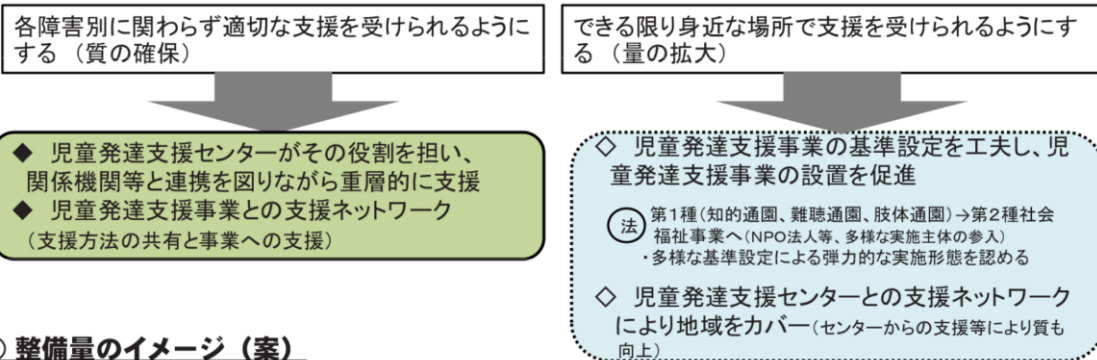 各障害別に関わらず適切な支援を受けられるように
する （質の確保）
◆ 児童発達支援センターがその役割を担い、
関係機関等と連携を図りながら重層的に支援
◆ 児童発達支援事業との支援ネットワーク
（支援方法の共有と事業への支援）
できる限り身近な場所で支援を受けられるようにす
る （量の拡大）
◇ 児童発達支援事業の基準設定を工夫し、児
童発達支援事業の設置を促進
法
第１種（知的通園、難聴通園、肢体通園）→第２種社会
福祉事業へ（NPO法人等、多様な実施主体の参入）
・多様な基準設定による弾力的な実施形態を認める
◇ 児童発達支援センターとの支援ネットワーク
により地域をカバー（センターからの支援等により質も
向上）
整備量のイメージ（案）